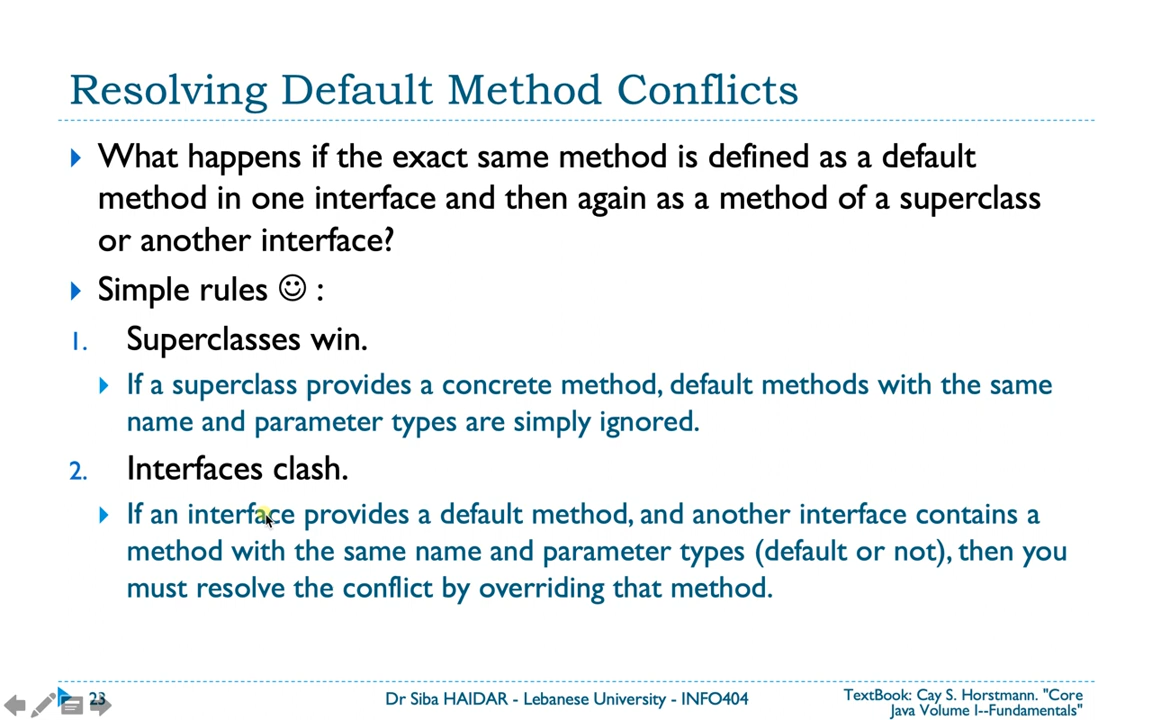 Resolving Default Method Conflicts
What happens if the exact same method is defined as a default
method in one interface and then again as a method of a superclass
or another interface?
Simple rules ☺ :
1. Superclasses win.
If a superclass provides a concrete method, default methods with the same
name and parameter types are simply ignored.
2. Interfaces clash.
If an interface provides a default method, and another interface contains a
method with the same name and parameter types (default or not), then you
must resolve the conflict by overriding that method.
23
Dr Siba HAIDAR - Lebanese University - INFO404
TextBook: Cay S. Horstmann. "Core
Java Volume I--Fundamentals"